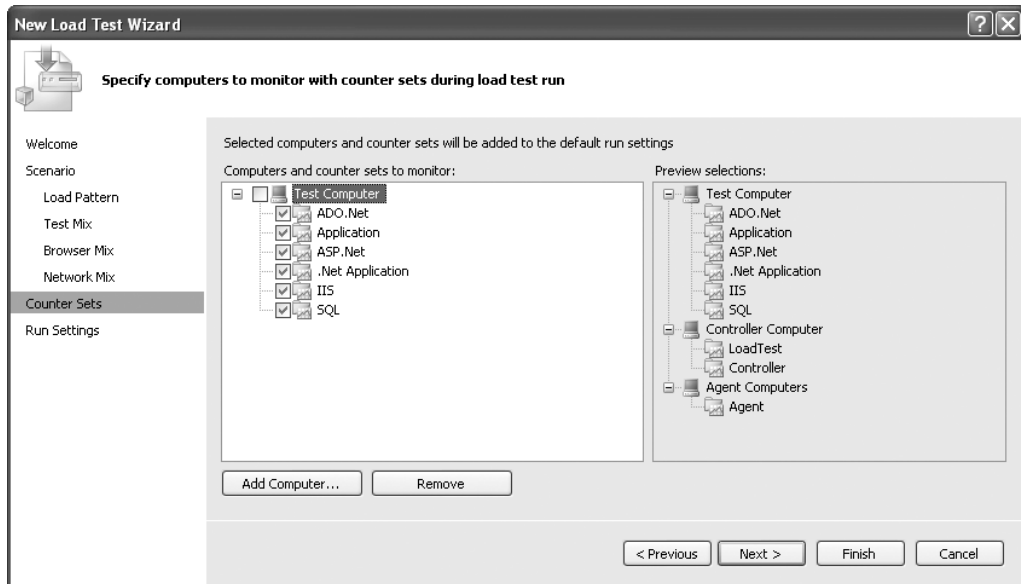 New Load Test Wizard
Specify computers to monitor with counter sets during load test run
Welcome
Scenario
Load Pattern
Test Mix
Browser Mix
Network Mix
Counter Sets
Run Settings
Selected computers and counter sets will be added to the default run settings
Computers and counter sets to monitor:
Test Computer
ADO.Net
Application
ASP.Net
.Net Application
IIS
SQL
Add Computer...
Remove
Preview selections:
Test Computer
ADO.Net
Application
ASP.Net
.Net Application
IIS
SQL
Controller Computer
LoadTest
Controller
Agent Computers
Agent
< Previous
Next >
Finish
Cancel